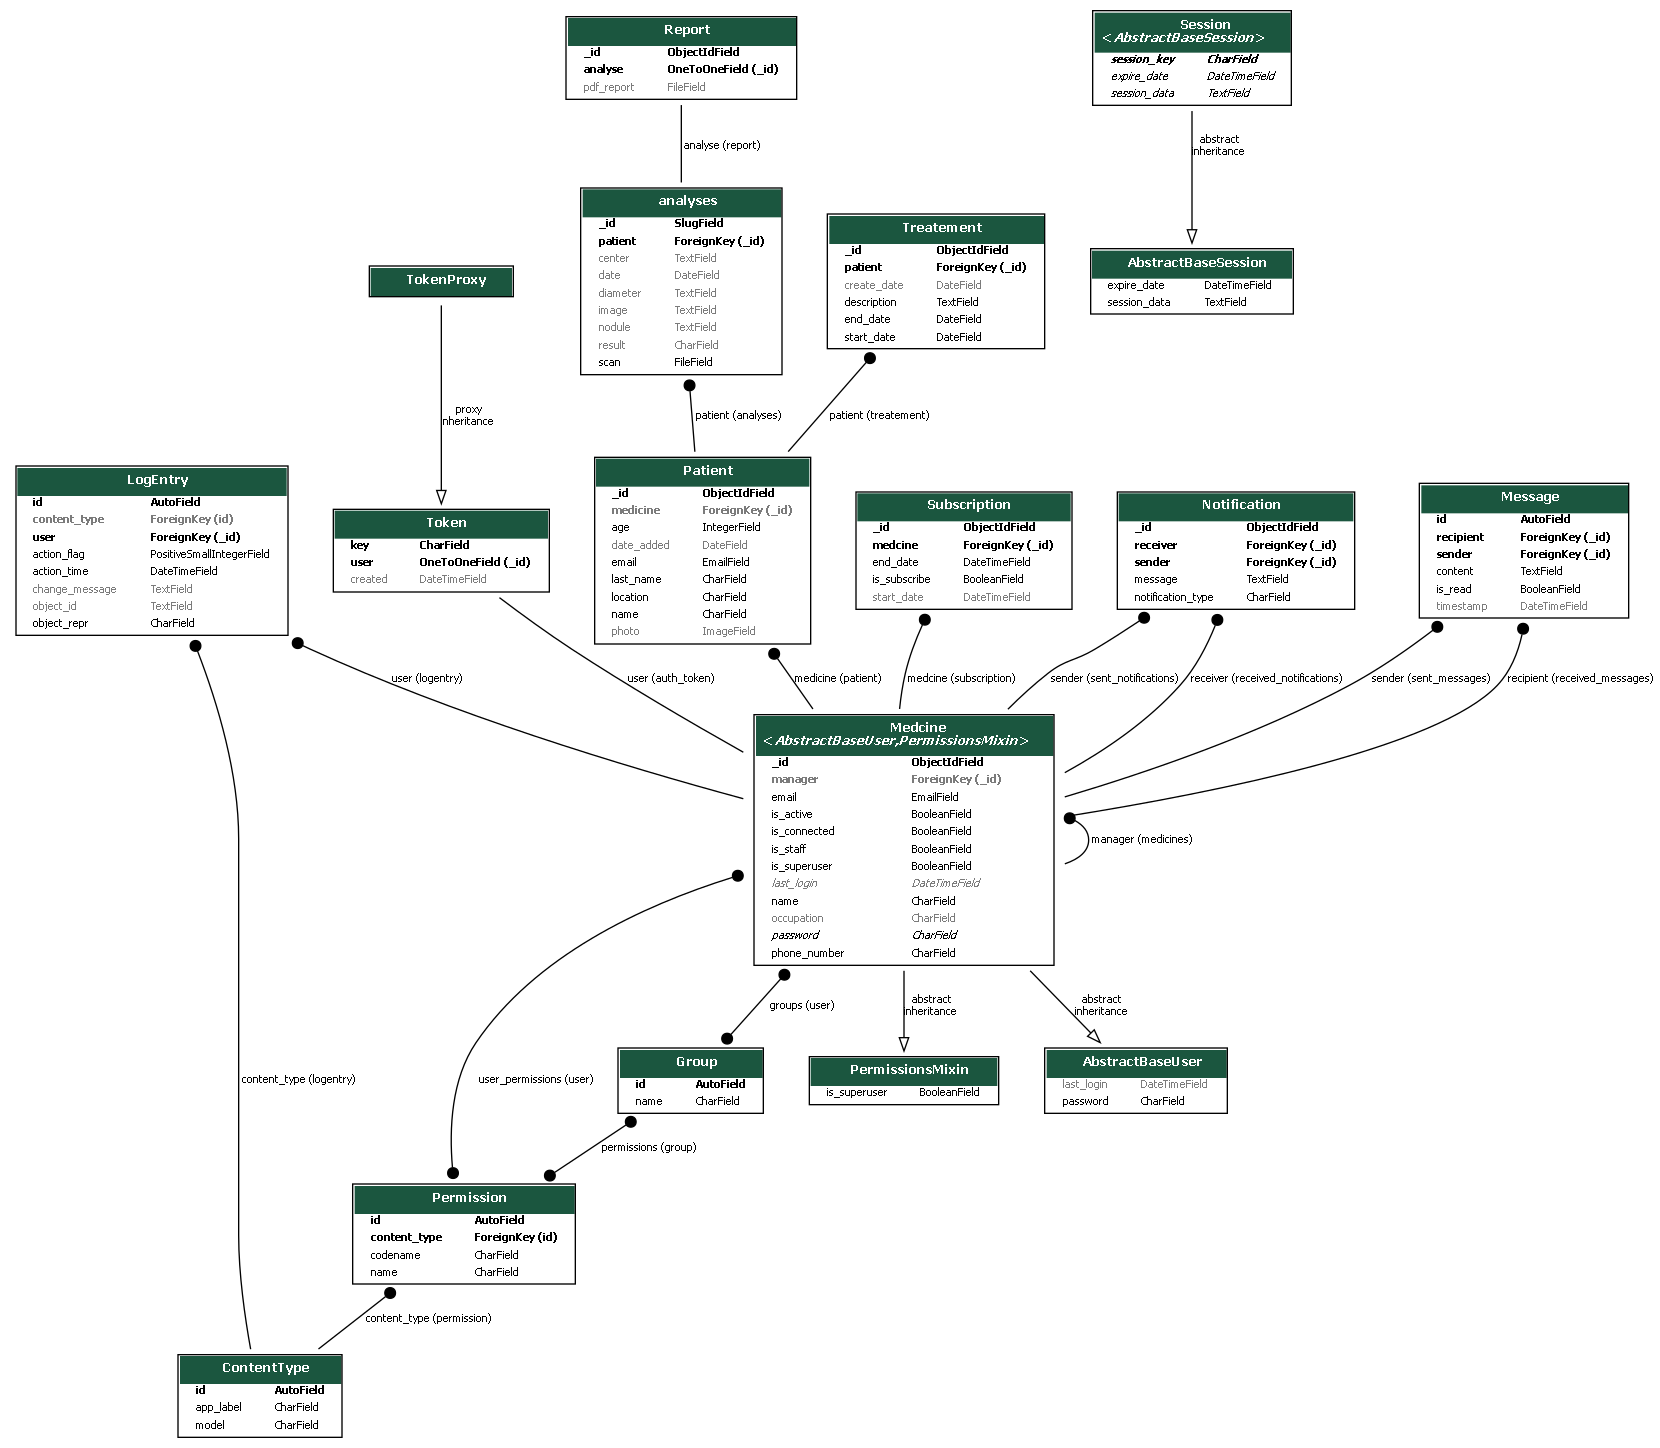 Report
_id ObjectIdField
analyse OneToOneField (_id)
pdf_report FileField
Session
<AbstractBaseSession>
session_key CharField
expire_date DateTimeField
session_data TextField
analyse (report)
abstract
inheritance
analyses
_id SlugField
patient ForeignKey (_id)
center TextField
date DateField
diameter TextField
image TextField
nodule TextField
result CharField
scan FileField
Treatement
_id ObjectIdField
patient ForeignKey (_id)
create_date DateField
description TextField
end_date DateField
start_date DateField
AbstractBaseSession
expire_date DateTimeField
session_data TextField
TokenProxy
proxy
inheritance
patient (analyses)
patient (treatement)
LogEntry
id AutoField
content_type ForeignKey (id)
user ForeignKey (_id)
action_flag PositiveSmallIntegerField
action_time DateTimeField
change_message TextField
object_id TextField
object_repr CharField
Token
key CharField
user OneToOneField (_id)
created DateTimeField
Patient
_id ObjectIdField
medicine ForeignKey (_id)
age IntegerField
date_added DateField
email EmailField
last_name CharField
location CharField
name CharField
photo ImageField
Subscription
_id ObjectIdField
medcine ForeignKey (_id)
end_date DateTimeField
is_subscribe BooleanField
start_date DateTimeField
Notification
_id ObjectIdField
receiver ForeignKey (_id)
sender ForeignKey (_id)
message TextField
notification_type CharField
Message
id AutoField
recipient ForeignKey (_id)
sender ForeignKey (_id)
content TextField
is_read BooleanField
timestamp DateTimeField
user (logentry)
user (auth_token)
medicine (patient)
medcine (subscription)
sender (sent_notifications)
receiver (received_notifications)
sender (sent_messages)
recipient (received_messages)
Medcine
<AbstractBaseUser,PermissionsMixin>
_id ObjectIdField
manager ForeignKey (_id)
email EmailField
is_active BooleanField
is_connected BooleanField
is_staff BooleanField
is_superuser BooleanField
last_login DateTimeField
name CharField
occupation CharField
password CharField
phone_number CharField
manager (medicines)
groups (user)
abstract
inheritance
abstract
inheritance
content_type (logentry)
user_permissions (user)
Group
id AutoField
name CharField
PermissionsMixin
is_superuser BooleanField
AbstractBaseUser
last_login DateTimeField
password CharField
permissions (group)
Permission
id AutoField
content_type ForeignKey (id)
codename CharField
name CharField
content_type (permission)
ContentType
id AutoField
app_label CharField
model CharField